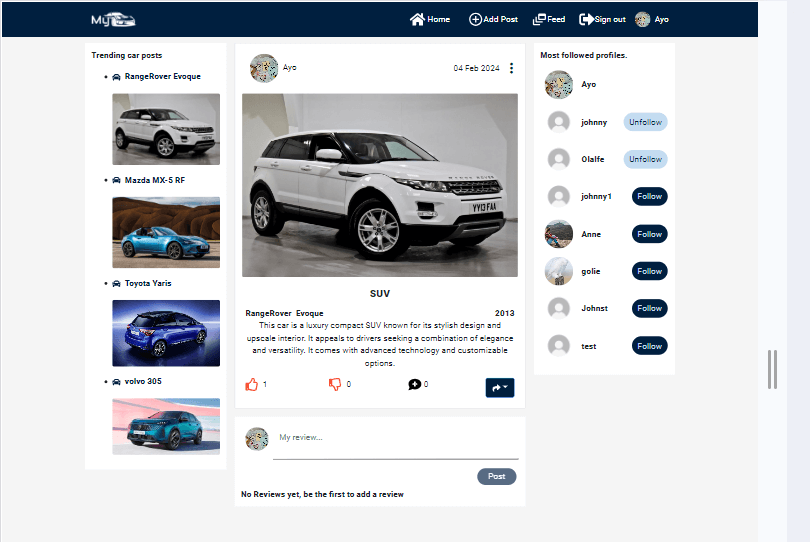 My
Home
Add Post
Feed
Sign out
Ayo
Trending car posts
RangeRover Evoque
Mazda MX-5 RF
Toyota Yaris
volvo 305
Ayo
04 Feb 2024
RANGE ROVER
YY13 FAA
SUV
RangeRover Evoque
2013
This car is a luxury compact SUV known for its stylish design and
upscale interior. It appeals to drivers seeking a combination of elegance
and versatility. It comes with advanced technology and customizable
options.
1
0
0
My review...
Post
No Reviews yet, be the first to add a review
Most followed profiles.
Ayo
johnny
Unfollow
Olalfe
Unfollow
johnny1
Follow
Anne
Follow
golie
Follow
Johnst
Follow
test
Follow